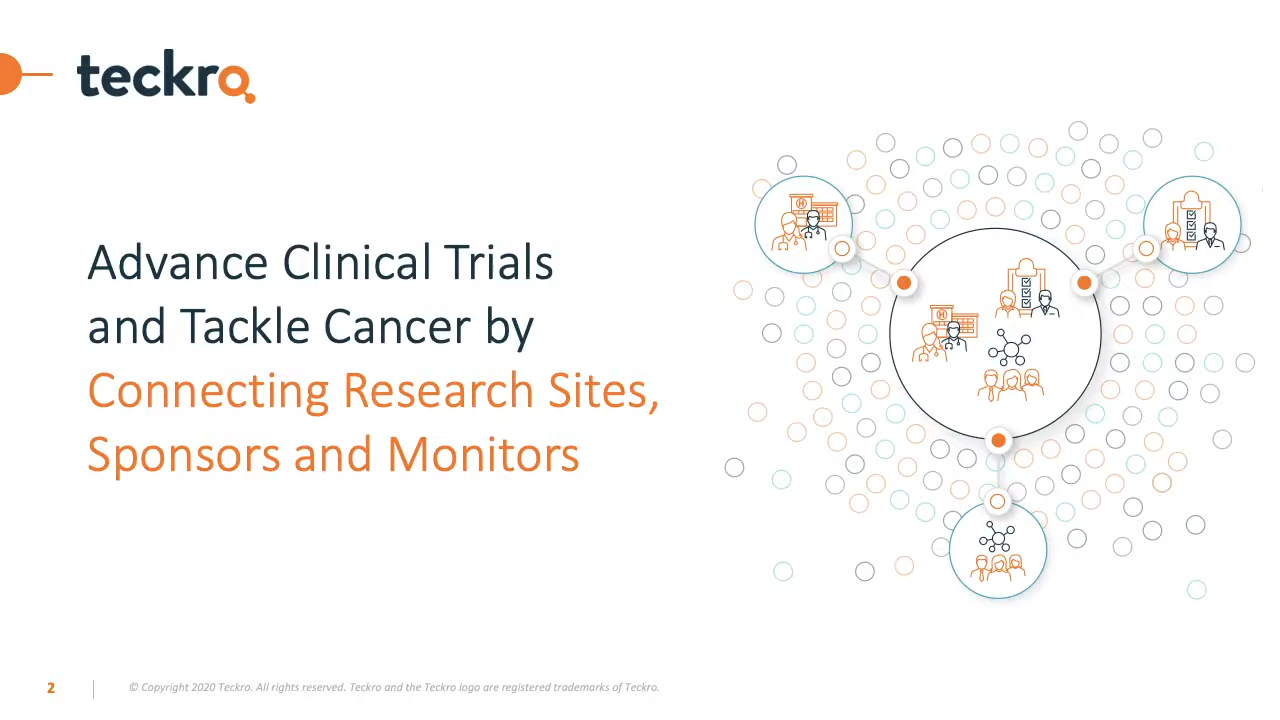 teckro
Advance Clinical Trials
and Tackle Cancer by
Connecting Research Sites,
Sponsors and Monitors
H
H
2
© Copyright 2020 Teckro. All rights reserved. Teckro and the Teckro logo are registered trademarks of Teckro.